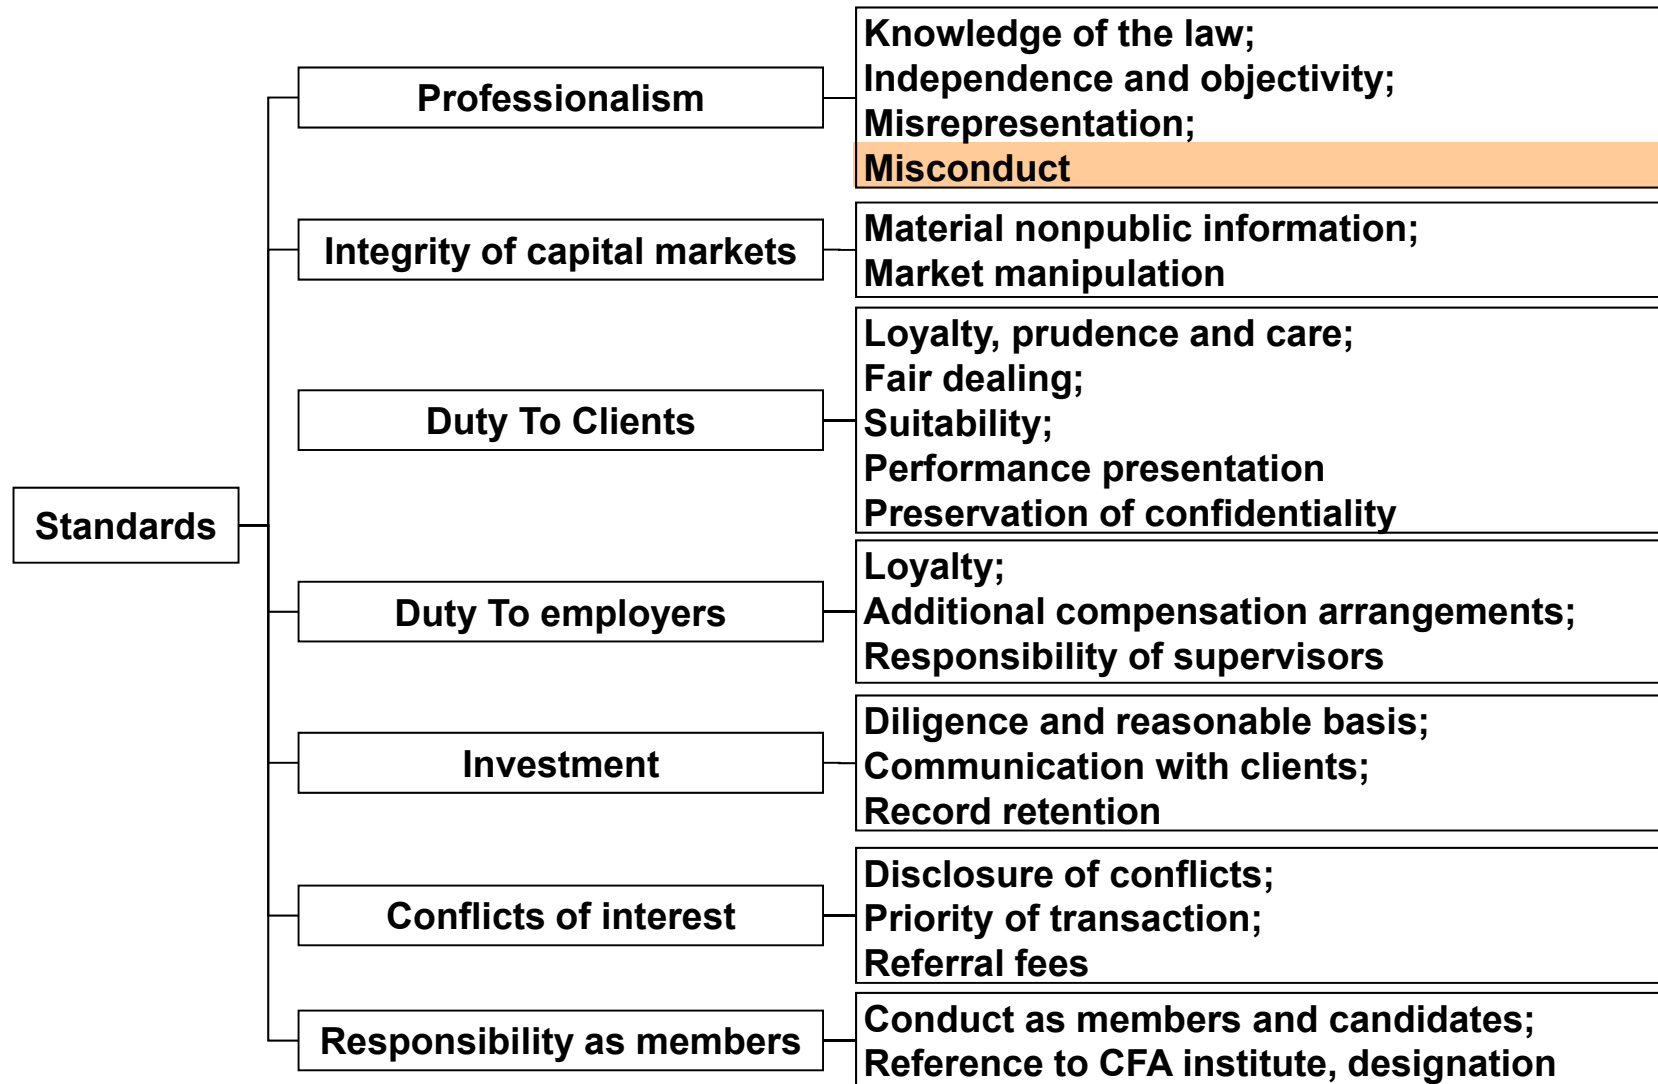 Standards
Professionalism
Knowledge of the law;
Independence and objectivity;
Misrepresentation;
Misconduct
Integrity of capital markets
Material nonpublic information;
Market manipulation
Duty To Clients
Loyalty, prudence and care;
Fair dealing;
Suitability;
Performance presentation
Preservation of confidentiality
Duty To employers
Loyalty;
Additional compensation arrangements;
Responsibility of supervisors
Investment
Diligence and reasonable basis;
Communication with clients;
Record retention
Conflicts of interest
Disclosure of conflicts;
Priority of transaction;
Referral fees
Responsibility as members
Conduct as members and candidates;
Reference to CFA institute, designation